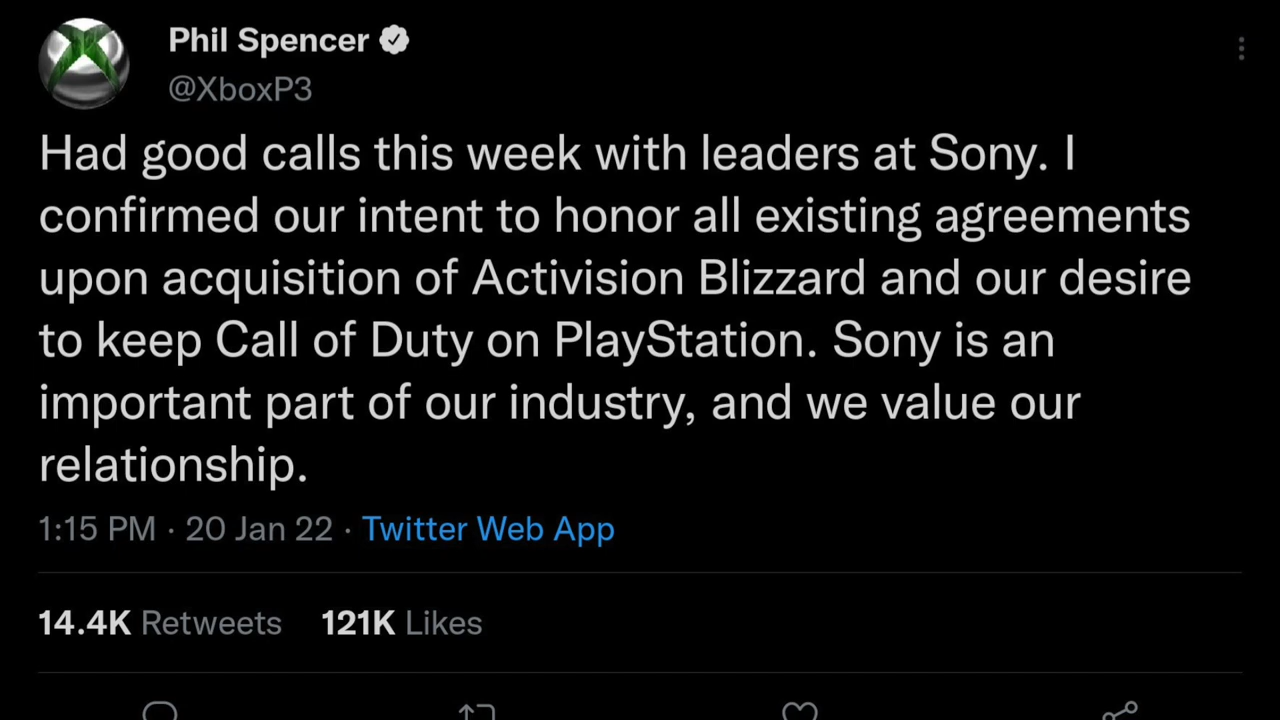 Phil Spencer
@XboxP3
Had good calls this week with leaders at Sony. I
confirmed our intent to honor all existing agreements
upon acquisition of Activision Blizzard and our desire
to keep Call of Duty on PlayStation. Sony is an
important part of our industry, and we value our
relationship.
1:15 PM · 20 Jan 22 · Twitter Web App
14.4K Retweets 121K Likes